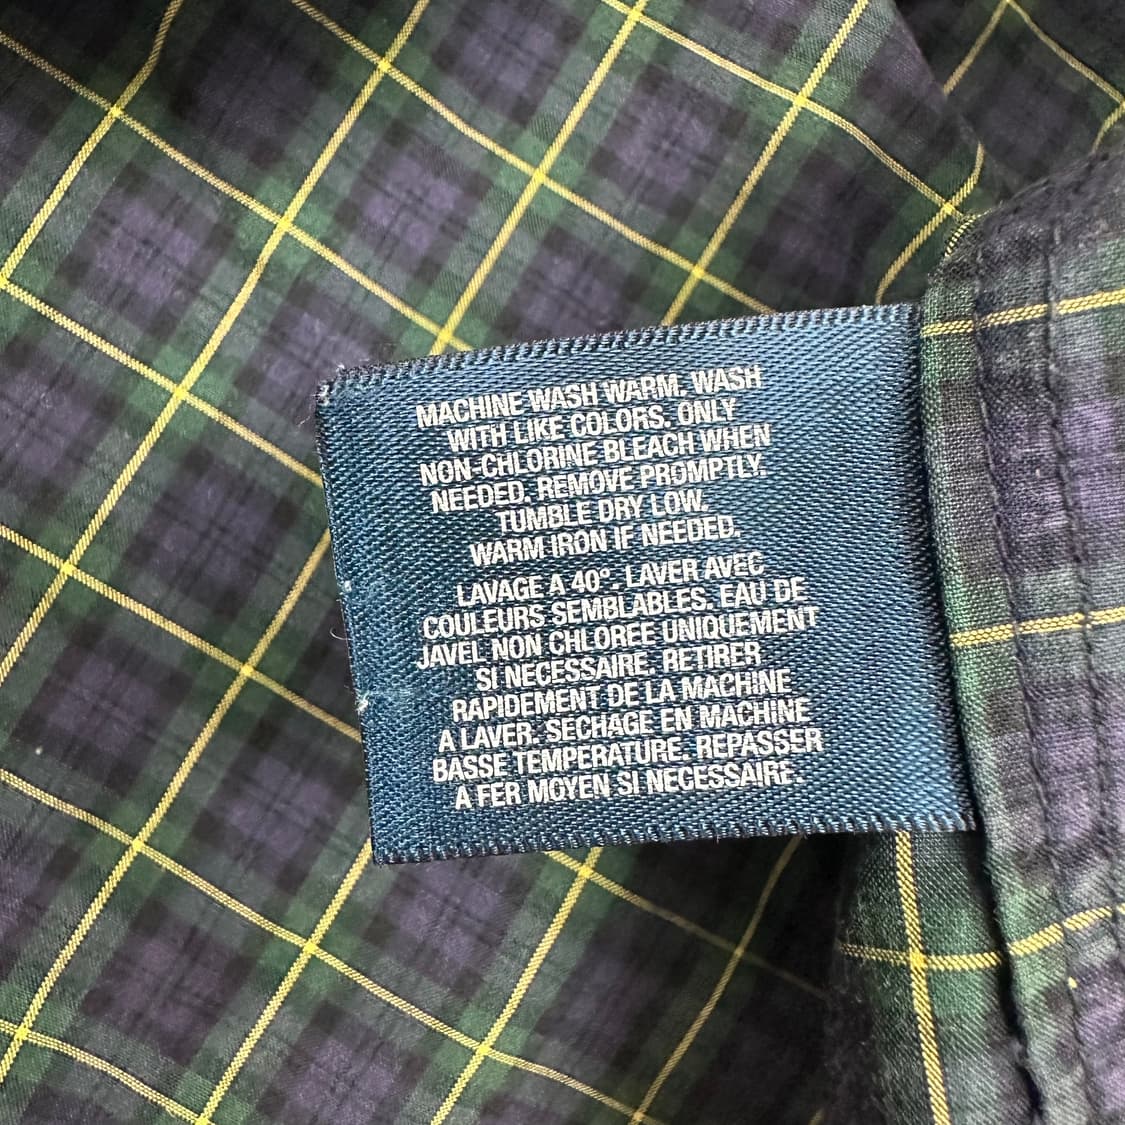 MACHINE WASH WARM. WASH
WITH LIKE COLORS. ONLY
NON-CHLORINE BLEACH WHEN
NEEDED. REMOVE PROMPTLY.
TUMBLE DRY LOW.
WARM IRON IF NEEDED.
LAVAGE A 40°. LAVER AVEC
COULEURS SEMBLABLES. EAU DE
JAVEL NON CHLOREE UNIQUEMENT
SI NECESSAIRE. RETIRER
RAPIDEMENT DE LA MACHINE
A LAVER. SECHAGE EN MACHINE
BASSE TEMPERATURE. REPASSER
A FER MOYEN SI NECESSAIRE.